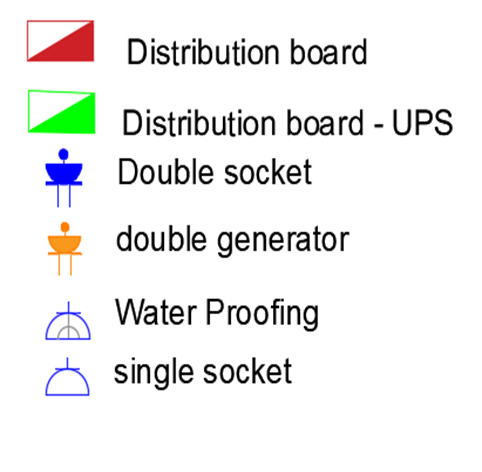 Distribution board
Distribution board - UPS
Double socket
double generator
Water Proofing
single socket